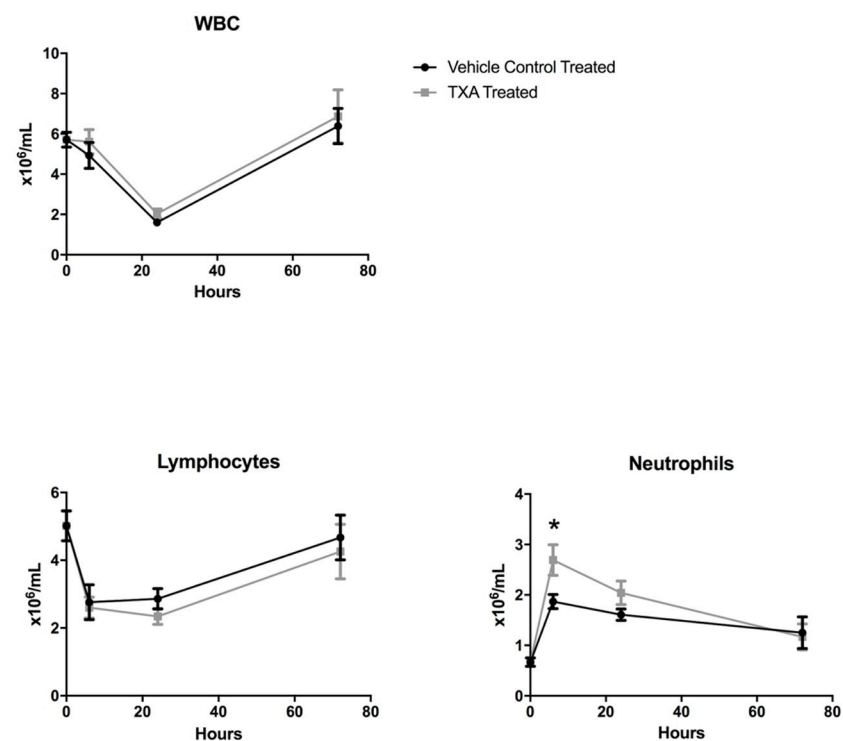 WBC
10
8
6
4
2
0
x10⁶/mL
0 20 40 60 80
Hours
Vehicle Control Treated
TXA Treated
Lymphocytes
6
4
2
0
x10⁶/mL
0 20 40 60 80
Hours
Neutrophils
4
3
2
1
0
x10⁶/mL
*
0 20 40 60 80
Hours